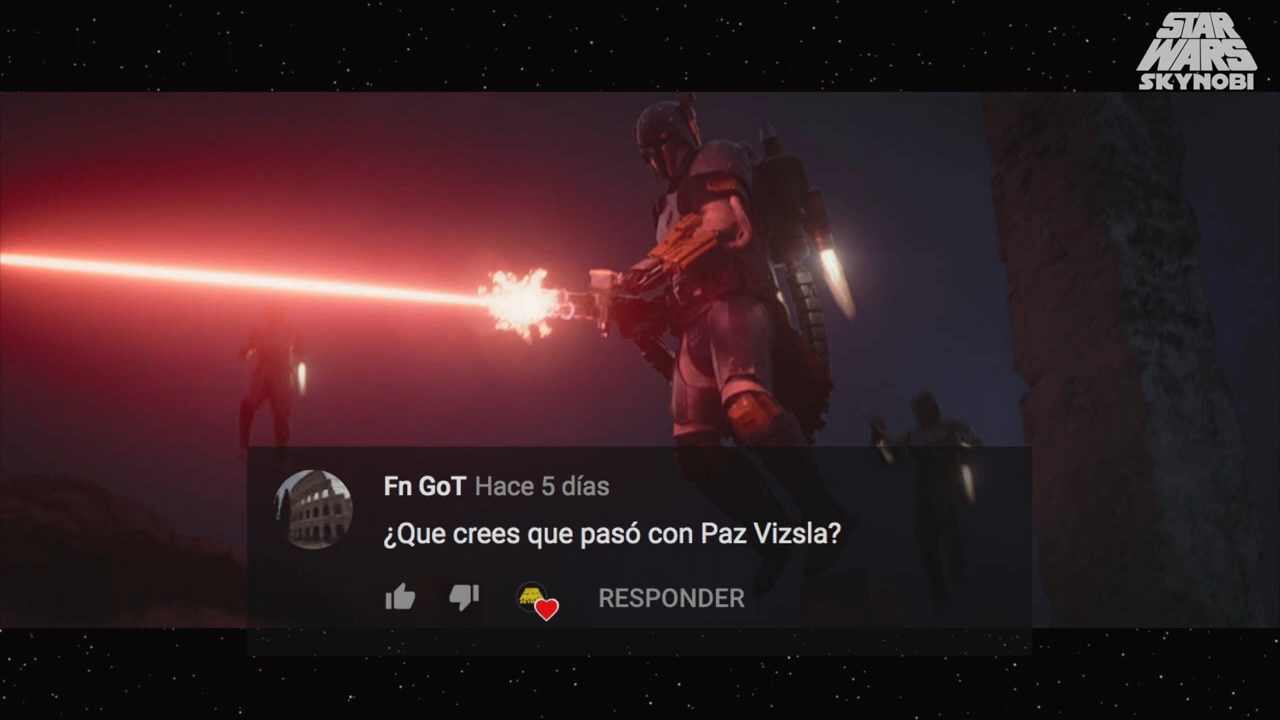 STAR
WARS
SKYNOBI
Fn GoT Hace 5 días
¿Que crees que pasó con Paz Vizsla?
RESPONDER